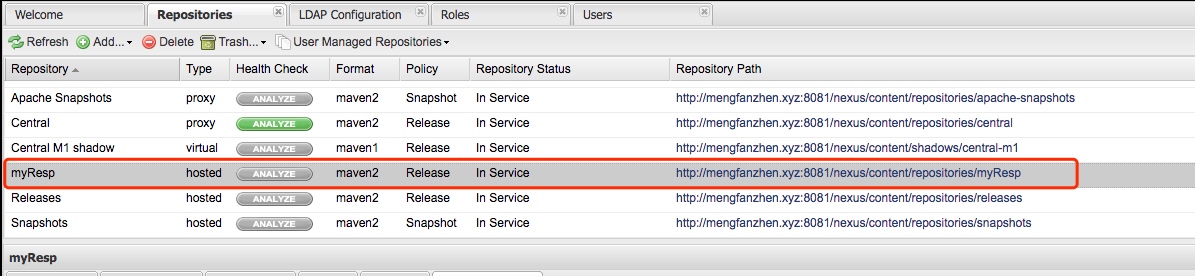 Welcome Repositories LDAP Configuration Roles Users
Refresh Add... Delete Trash... User Managed Repositories
Repository Type Health Check Format Policy Repository Status Repository Path
Apache Snapshots proxy ANALYZE maven2 Snapshot In Service http://mengfanzhen.xyz:8081/nexus/content/repositories/apache-snapshots
Central proxy ANALYZE maven2 Release In Service http://mengfanzhen.xyz:8081/nexus/content/repositories/central
Central M1 shadow virtual ANALYZE maven1 Release In Service http://mengfanzhen.xyz:8081/nexus/content/shadows/central-m1
myResp hosted ANALYZE maven2 Release In Service http://mengfanzhen.xyz:8081/nexus/content/repositories/myResp
Releases hosted ANALYZE maven2 Release In Service http://mengfanzhen.xyz:8081/nexus/content/repositories/releases
Snapshots hosted ANALYZE maven2 Snapshot In Service http://mengfanzhen.xyz:8081/nexus/content/repositories/snapshots
myResp